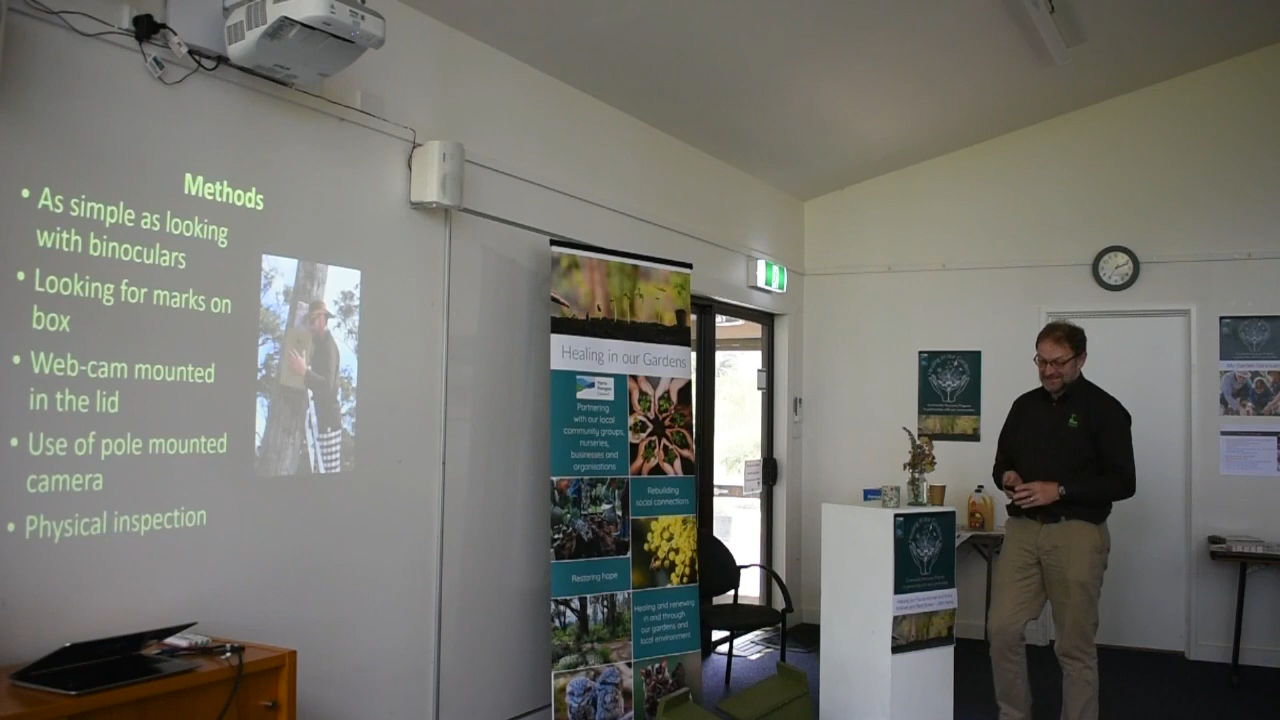 Methods
• As simple as looking
with binoculars
• Looking for marks on
box
• Web-cam mounted
in the lid
• Use of pole mounted
camera
• Physical inspection
Healing in our Gardens
Partnering
with our local
community groups,
nurseries,
businesses and
organisations
Rebuilding
social connections
Restoring hope
Healing and renewing
in and through
our gardens and
local environment